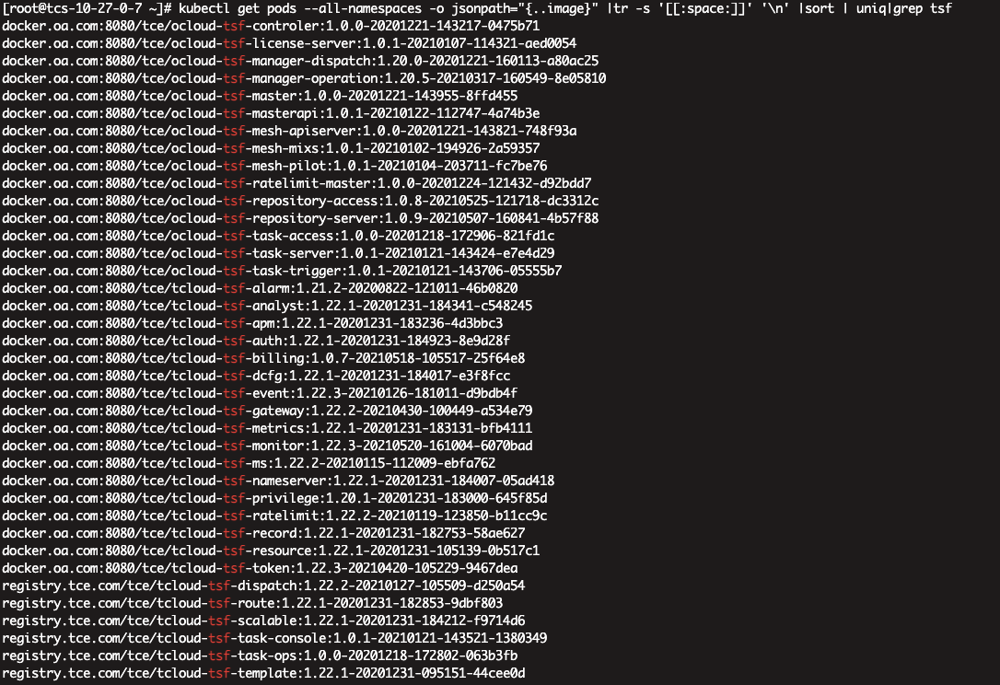 [root@tcs-10-27-0-7 ~]# kubectl get pods --all-namespaces -o jsonpath="{..image}" |tr -s '[[:space:]]' '\n' |sort | uniq|grep tsf
docker.oa.com:8080/tce/ocloud-tsf-controler:1.0.0-20201221-143217-0475b71
docker.oa.com:8080/tce/ocloud-tsf-license-server:1.0.1-20210107-114321-aed0054
docker.oa.com:8080/tce/ocloud-tsf-manager-dispatch:1.20.0-20201221-160113-a80ac25
docker.oa.com:8080/tce/ocloud-tsf-manager-operation:1.20.5-20210317-160549-8e05810
docker.oa.com:8080/tce/ocloud-tsf-master:1.0.0-20201221-143955-8ffd455
docker.oa.com:8080/tce/ocloud-tsf-masterapi:1.0.1-20210122-112747-4a74b3e
docker.oa.com:8080/tce/ocloud-tsf-mesh-apiserver:1.0.0-20201221-143821-748f93a
docker.oa.com:8080/tce/ocloud-tsf-mesh-mixs:1.0.1-20210102-194926-2a59357
docker.oa.com:8080/tce/ocloud-tsf-mesh-pilot:1.0.1-20210104-203711-fc7be76
docker.oa.com:8080/tce/ocloud-tsf-ratelimit-master:1.0.0-20201224-121432-d92bdd7
docker.oa.com:8080/tce/ocloud-tsf-repository-access:1.0.8-20210525-121718-dc3312c
docker.oa.com:8080/tce/ocloud-tsf-repository-server:1.0.9-20210507-160841-4b57f88
docker.oa.com:8080/tce/ocloud-tsf-task-access:1.0.0-20201218-172906-821fd1c
docker.oa.com:8080/tce/ocloud-tsf-task-server:1.0.1-20210121-143424-e7e4d29
docker.oa.com:8080/tce/ocloud-tsf-task-trigger:1.0.1-20210121-143706-05555b7
docker.oa.com:8080/tce/tcloud-tsf-alarm:1.21.2-20200822-121011-46b0820
docker.oa.com:8080/tce/tcloud-tsf-analyst:1.22.1-20201231-184341-c548245
docker.oa.com:8080/tce/tcloud-tsf-apm:1.22.1-20201231-183236-4d3bbc3
docker.oa.com:8080/tce/tcloud-tsf-auth:1.22.1-20201231-184923-8e9d28f
docker.oa.com:8080/tce/tcloud-tsf-billing:1.0.7-20210518-105517-25f64e8
docker.oa.com:8080/tce/tcloud-tsf-dcfg:1.22.1-20201231-184017-e3f8fcc
docker.oa.com:8080/tce/tcloud-tsf-event:1.22.3-20210126-181011-d9bdb4f
docker.oa.com:8080/tce/tcloud-tsf-gateway:1.22.2-20210430-100449-a534e79
docker.oa.com:8080/tce/tcloud-tsf-metrics:1.22.1-20201231-183131-bfb4111
docker.oa.com:8080/tce/tcloud-tsf-monitor:1.22.3-20210520-161004-6070bad
docker.oa.com:8080/tce/tcloud-tsf-ms:1.22.2-20210115-112009-ebfa762
docker.oa.com:8080/tce/tcloud-tsf-nameserver:1.22.1-20201231-184007-05ad418
docker.oa.com:8080/tce/tcloud-tsf-privilege:1.20.1-20201231-183000-645f85d
docker.oa.com:8080/tce/tcloud-tsf-ratelimit:1.22.2-20210119-123850-b11cc9c
docker.oa.com:8080/tce/tcloud-tsf-record:1.22.1-20201231-182753-58ae627
docker.oa.com:8080/tce/tcloud-tsf-resource:1.22.1-20201231-105139-0b517c1
docker.oa.com:8080/tce/tcloud-tsf-token:1.22.3-20210420-105229-9467dea
registry.tce.com/tce/tcloud-tsf-dispatch:1.22.2-20210127-105509-d250a54
registry.tce.com/tce/tcloud-tsf-route:1.22.1-20201231-182853-9dbf803
registry.tce.com/tce/tcloud-tsf-scalable:1.22.1-20201231-184212-f9714d6
registry.tce.com/tce/tcloud-tsf-task-console:1.0.1-20210121-143521-1380349
registry.tce.com/tce/tcloud-tsf-task-ops:1.0.0-20201218-172802-063b3fb
registry.tce.com/tce/tcloud-tsf-template:1.22.1-20201231-095151-44cee0d